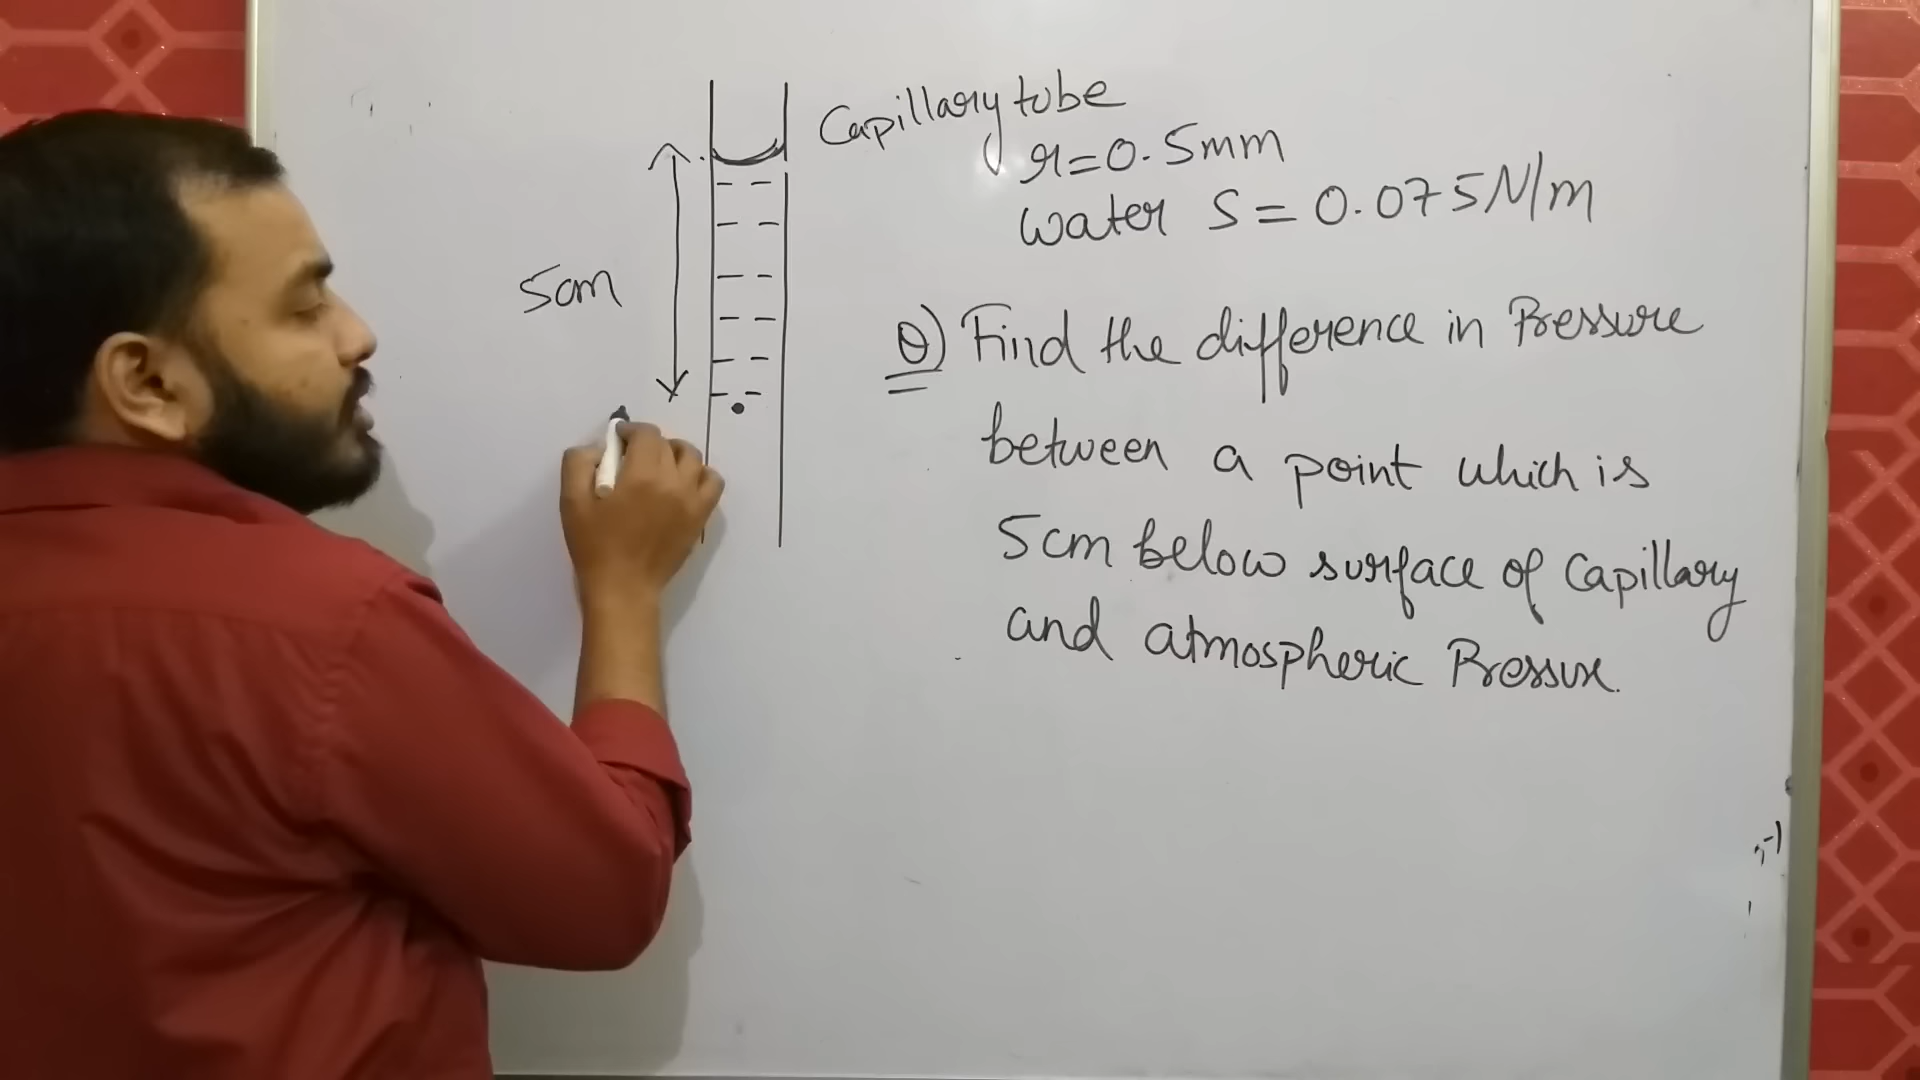 Capillary tube
r=0.5mm
water S = 0.075N/m
5cm
Q) Find the difference in Pressure
between a point which is
5cm below surface of Capillary
and atmospheric Pressure.